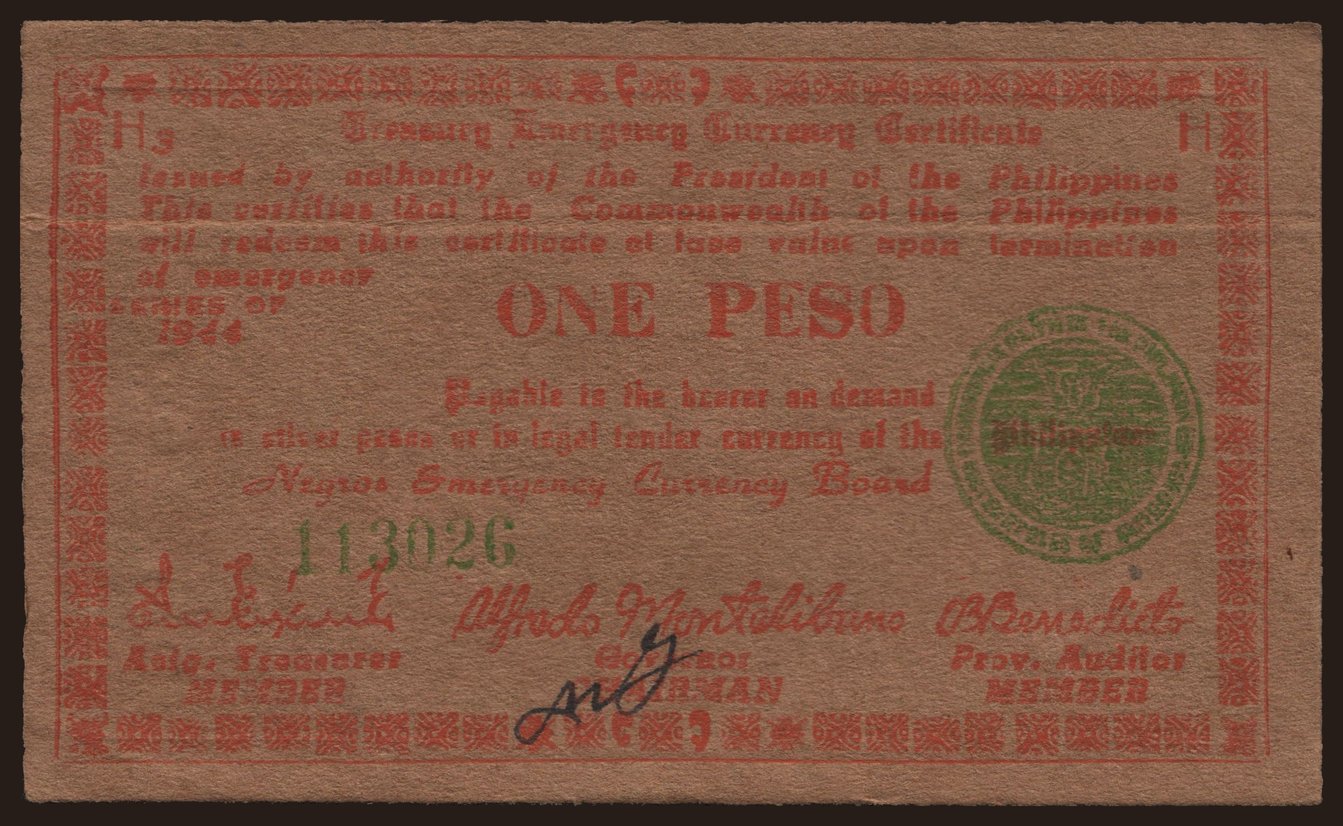 H3 Treasury Emergency Currency Certificate H
Issued by authority of the President of the Philippines
This certifies that the Commonwealth of the Philippines
will redeem this certificate at face value upon termination
of emergency
SERIES OF
1944
ONE PESO
Payable to the bearer on demand
in silver pesos or in legal tender currency of the Philippines
Negros Emergency Currency Board
113026
Alfredo Montelibano
B Benedicto
Actg. Treasurer Governor Prov. Auditor
MEMBER CHAIRMAN MEMBER